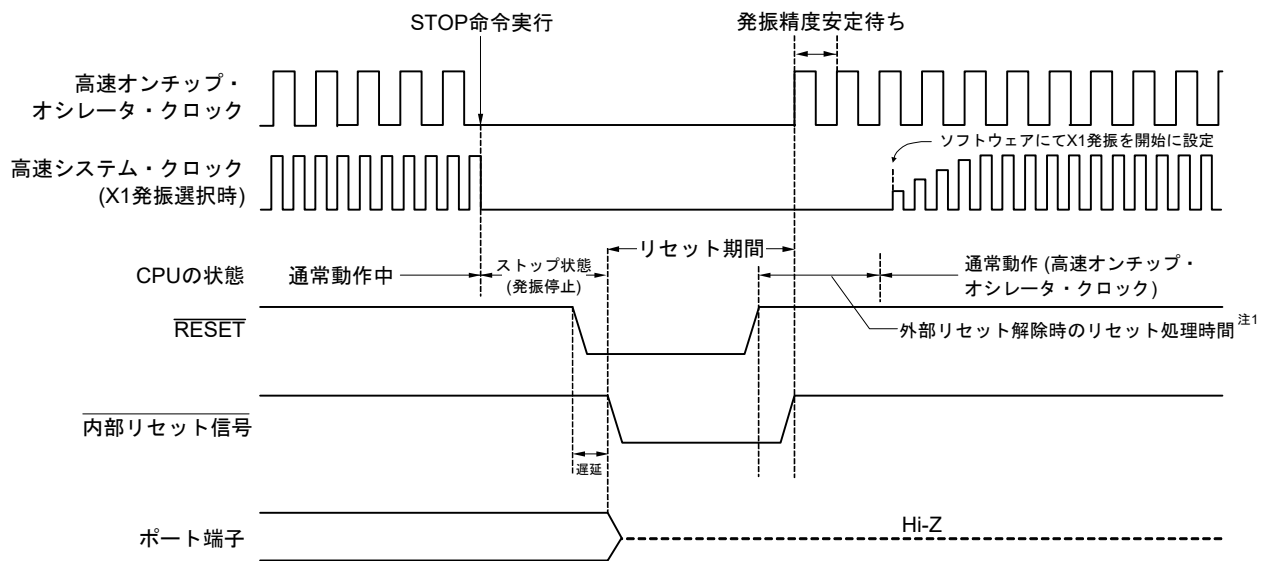 STOP命令実行
発振精度安定待ち
高速オンチップ・
オシレータ・クロック
ソフトウェアにてX1発振を開始に設定
高速システム・クロック
(X1発振選択時)
リセット期間
CPUの状態
通常動作中
ストップ状態
(発振停止)
通常動作 (高速オンチップ・
オシレータ・クロック)
RESET
外部リセット解除時のリセット処理時間注1
内部リセット信号
遅延
ポート端子
Hi-Z